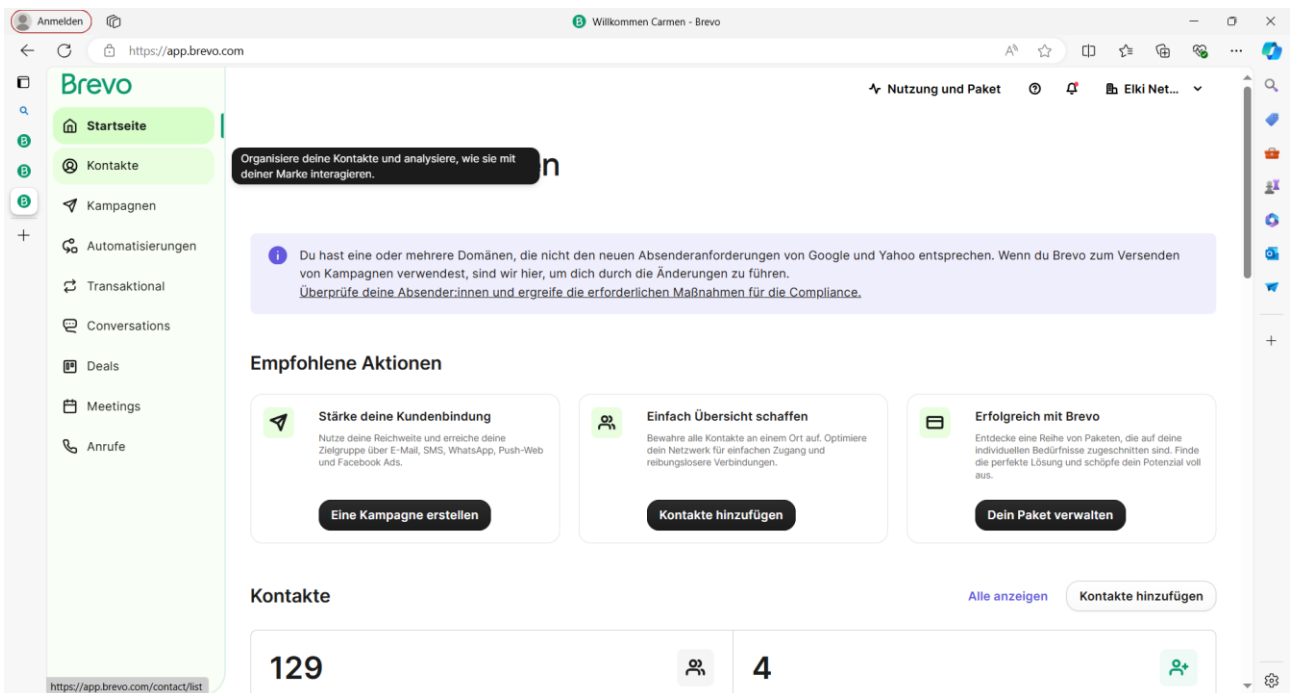 Anmelden
Willkommen Carmen - Brevo
https://app.brevo.com
Brevo
Nutzung und Paket
Elki Net...
Startseite
Kontakte
Organisiere deine Kontakte und analysiere, wie sie mit
deiner Marke interagieren.
Kampagnen
Automatisierungen
Transaktional
Conversations
Deals
Meetings
Anrufe
Du hast eine oder mehrere Domänen, die nicht den neuen Absenderanforderungen von Google und Yahoo entsprechen. Wenn du Brevo zum Versenden
von Kampagnen verwendest, sind wir hier, um dich durch die Änderungen zu führen.
Überprüfe deine Absender:innen und ergreife die erforderlichen Maßnahmen für die Compliance.
Empfohlene Aktionen
Stärke deine Kundenbindung
Nutze deine Reichweite und erreiche deine
Zielgruppe über E-Mail, SMS, WhatsApp, Push-Web
und Facebook Ads.
Eine Kampagne erstellen
Einfach Übersicht schaffen
Bewahre alle Kontakte an einem Ort auf. Optimiere
dein Netzwerk für einfachen Zugang und
reibungslosere Verbindungen.
Kontakte hinzufügen
Erfolgreich mit Brevo
Entdecke eine Reihe von Paketen, die auf deine
individuellen Bedürfnisse zugeschnitten sind. Finde
die perfekte Lösung und schöpfe dein Potenzial voll
aus.
Dein Paket verwalten
Kontakte
Alle anzeigen
Kontakte hinzufügen
129
4
https://app.brevo.com/contact/list